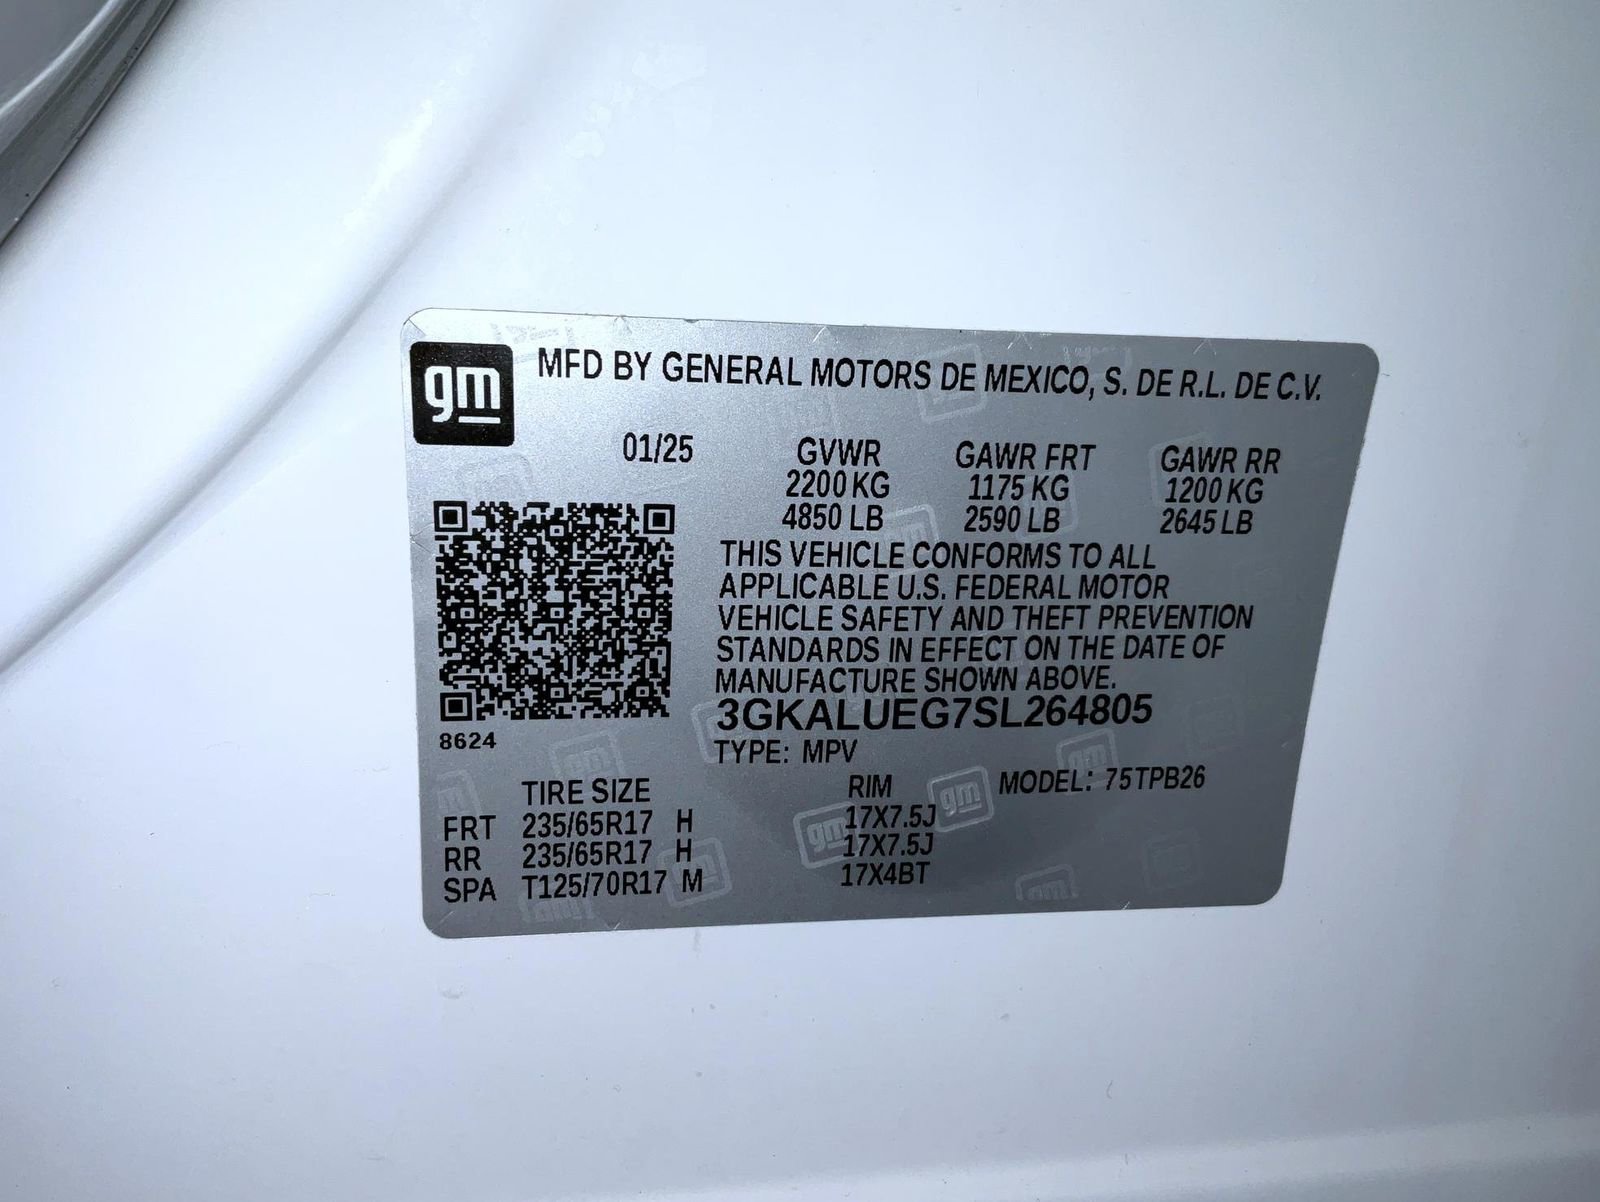 gm
MFD BY GENERAL MOTORS DE MEXICO, S. DE R.L. DE C.V.
01/25 GVWR GAWR FRT GAWR RR
2200 KG 1175 KG 1200 KG
4850 LB 2590 LB 2645 LB
THIS VEHICLE CONFORMS TO ALL
APPLICABLE U.S. FEDERAL MOTOR
VEHICLE SAFETY AND THEFT PREVENTION
STANDARDS IN EFFECT ON THE DATE OF
MANUFACTURE SHOWN ABOVE.
3GKALUEG7SL264805
8624
TYPE: MPV
TIRE SIZE RIM MODEL: 75TPB26
FRT 235/65R17 H 17X7.5J
RR 235/65R17 H 17X7.5J
SPA T125/70R17 M 17X4BT